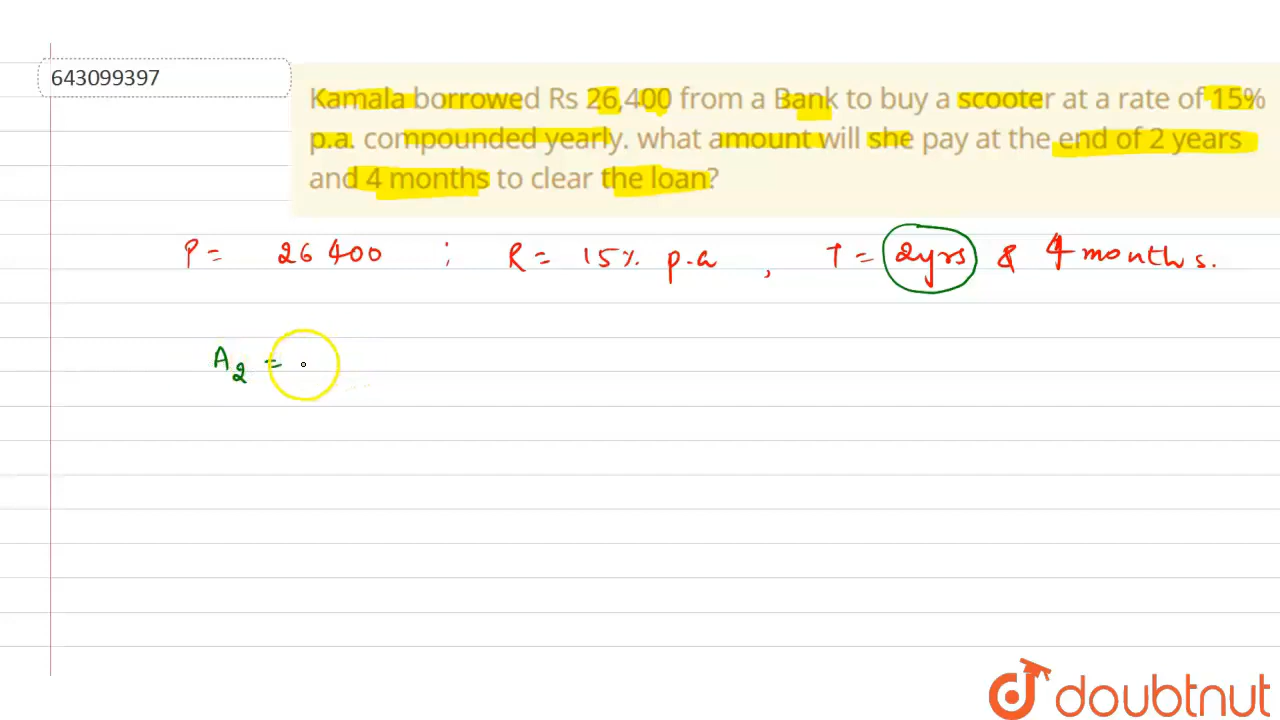 643099397
Kamala borrowed Rs 26,400 from a Bank to buy a scooter at a rate of 15%
p.a. compounded yearly. what amount will she pay at the end of 2 years
and 4 months to clear the loan?
P = 26 400 ; R = 15% p.a , T = 2yrs & 4 months.
A2 =
doubtnut